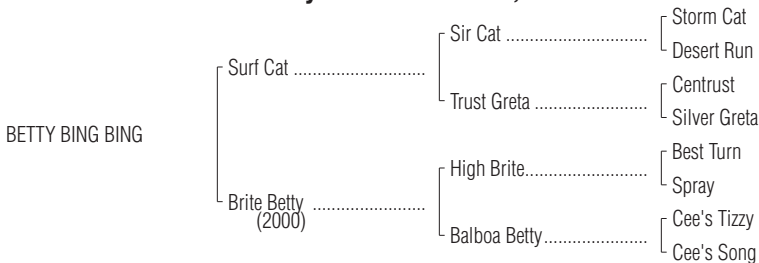 Storm Cat
Sir Cat ...............................
Desert Run
Surf Cat ............................
Centrust
Trust Greta ........................
Silver Greta
BETTY BING BING
Best Turn
High Brite..........................
Spray
Brite Betty ........................
(2000)
Cee's Tizzy
Balboa Betty......................
Cee's Song